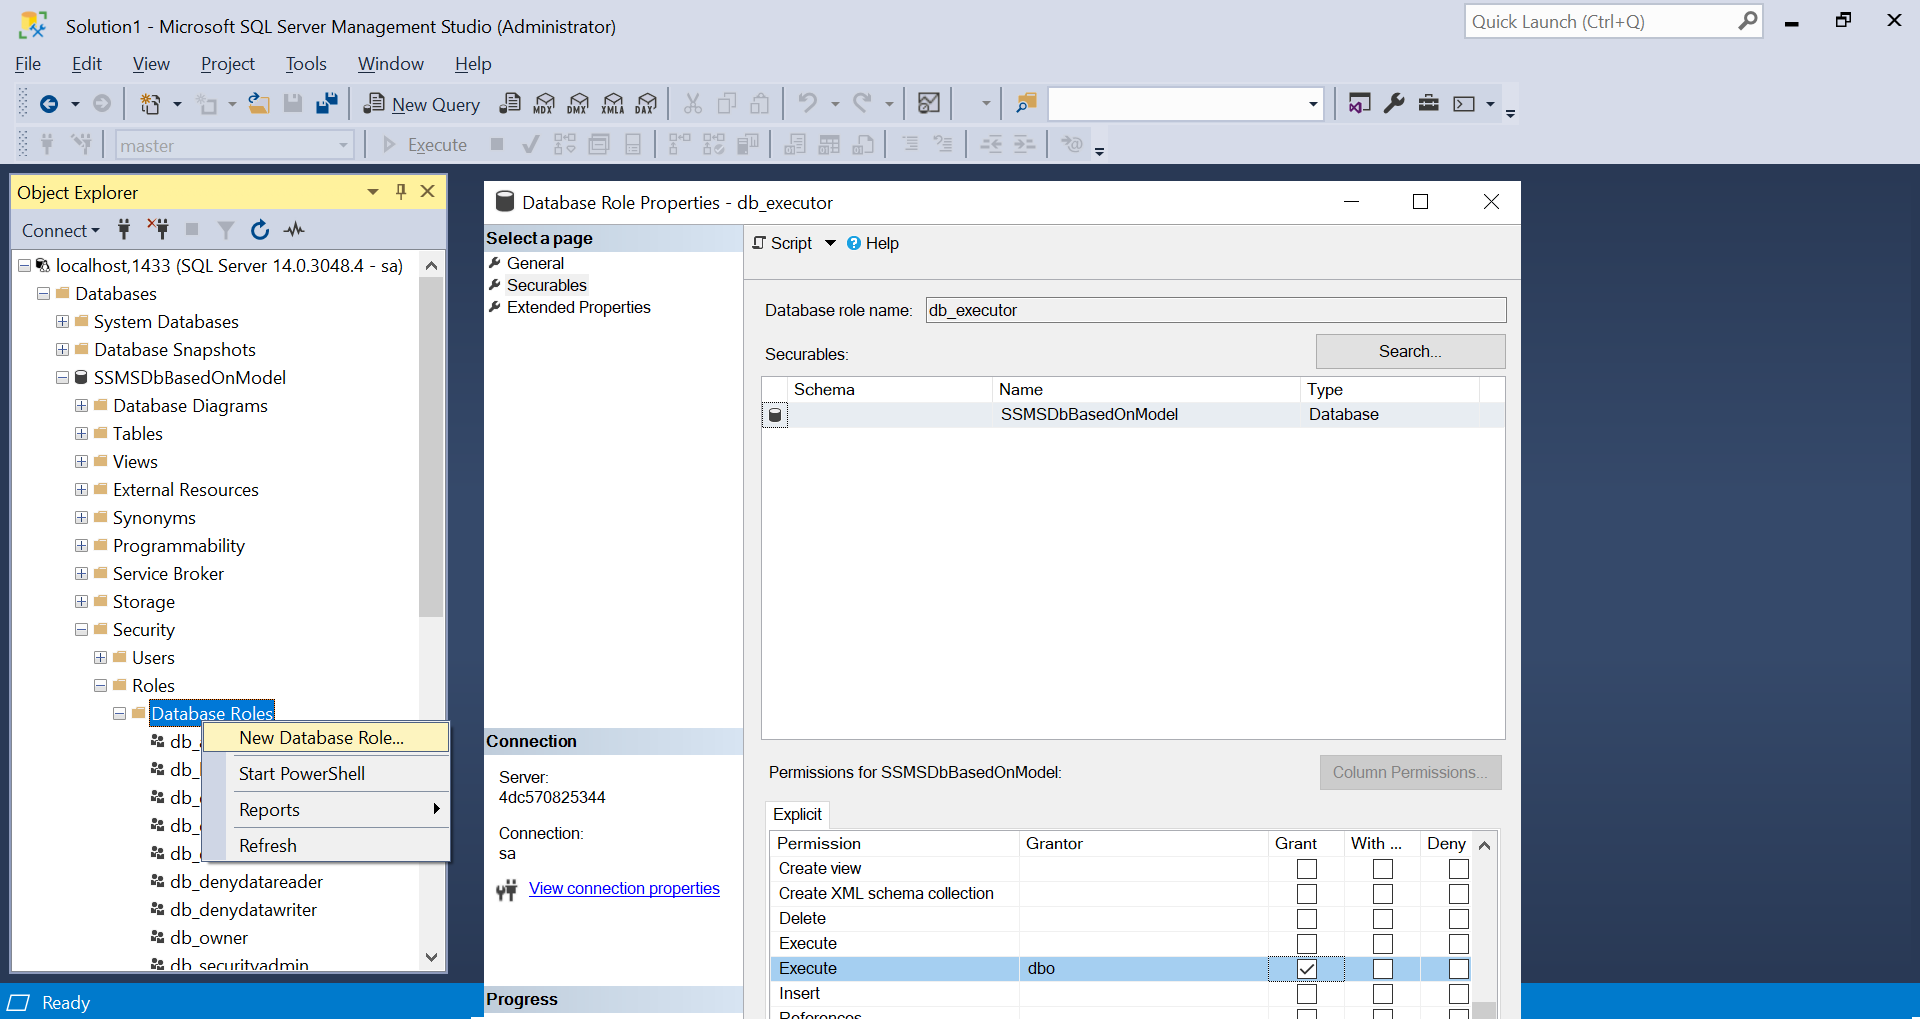 Solution1 - Microsoft SQL Server Management Studio (Administrator)
Quick Launch (Ctrl+Q)
File Edit View Project Tools Window Help
New Query MDX DMX XMLA DAX
master Execute
Object Explorer
Connect
localhost,1433 (SQL Server 14.0.3048.4 - sa)
Databases
System Databases
Database Snapshots
SSMSDbBasedOnModel
Database Diagrams
Tables
Views
External Resources
Synonyms
Programmability
Service Broker
Storage
Security
Users
Roles
Database Roles
db_
db_
db_
db_
db_
db_denydatareader
db_denydatawriter
db_owner
db_securityadmin
New Database Role...
Start PowerShell
Reports
Refresh
Ready
Database Role Properties - db_executor
Select a page
General
Securables
Extended Properties
Connection
Server:
4dc570825344
Connection:
sa
View connection properties
Progress
Script Help
Database role name: db_executor
Securables: Search...
Schema Name Type
SSMSDbBasedOnModel Database
Permissions for SSMSDbBasedOnModel: Column Permissions...
Explicit
Permission Grantor Grant With ... Deny
Create view
Create XML schema collection
Delete
Execute
Execute dbo
Insert
References